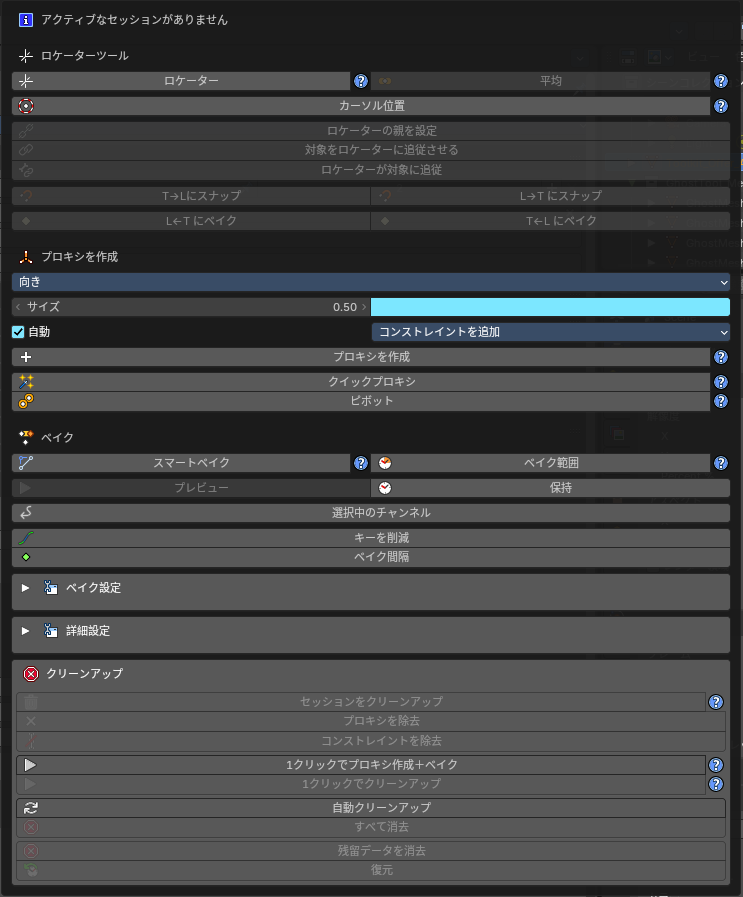 アクティブなセッションがありません
ロケーターツール
ロケーター
平均
カーソル位置
ロケーターの親を設定
対象をロケーターに追従させる
ロケーターが対象に追従
T→Lにスナップ
L→T にスナップ
L←T にベイク
T←L にベイク
プロキシを作成
向き
サイズ 0.50
自動
コンストレイントを追加
プロキシを作成
クイックプロキシ
ピボット
ベイク
スマートベイク
ベイク範囲
プレビュー
保持
選択中のチャンネル
キーを削減
ベイク間隔
ベイク設定
詳細設定
クリーンアップ
セッションをクリーンアップ
プロキシを除去
コンストレイントを除去
1クリックでプロキシ作成＋ベイク
1クリックでクリーンアップ
自動クリーンアップ
すべて消去
残留データを消去
復元